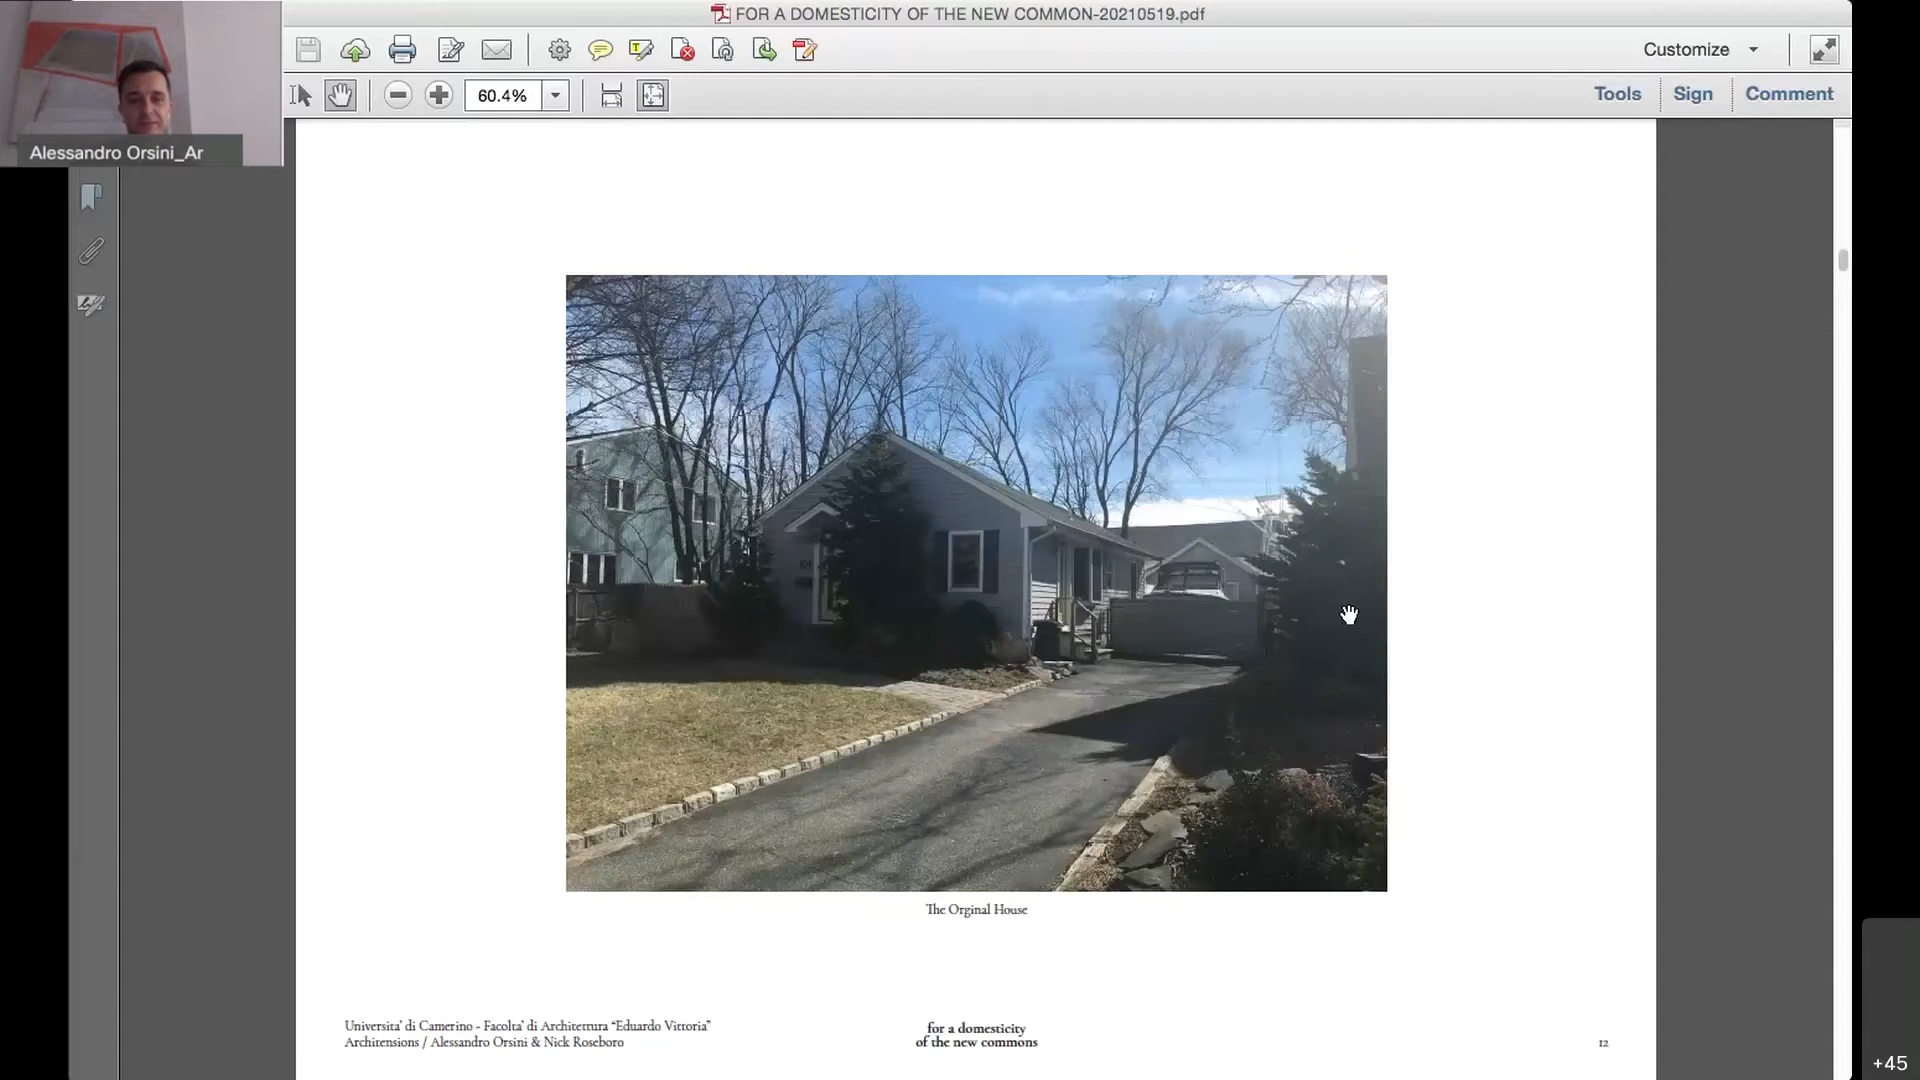 FOR A DOMESTICITY OF THE NEW COMMON-20210519.pdf
Customize
60.4%
Tools
Sign
Comment
Alessandro Orsini_Ar
The Orginal House
Universita' di Camerino - Facolta' di Architettura “Eduardo Vittoria”
Architensions / Alessandro Orsini & Nick Roseboro
for a domesticity
of the new commons
12
+45